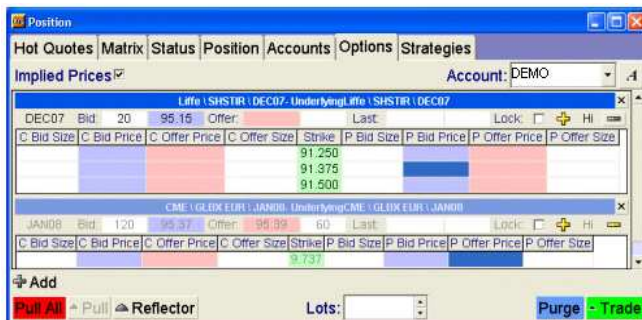 Position
Hot Quotes Matrix Status Position Accounts Options Strategies
Implied Prices Account: DEMO A
Liffe \ SHSTIR \ DEC07- UnderlyingLiffe \ SHSTIR \ DEC07
DEC07 Bid: 20 95.15 Offer: Last: Lock: Hi
C Bid Size C Bid Price C Offer Price C Offer Size Strike P Bid Size P Bid Price P Offer Price P Offer Size
91.250
91.375
91.500
CME \ GLBX EUR \ JAN08- UnderlyingCME \ GLBX EUR \ JAN08
JAN08 Bid: 120 95.37 Offer: 95.39 60 Last: Lock: Hi
C Bid Size C Bid Price C Offer Price C Offer Size Strike P Bid Size P Bid Price P Offer Price P Offer Size
9.737
Add
Pull All Pull Reflector Lots: Purge - Trade